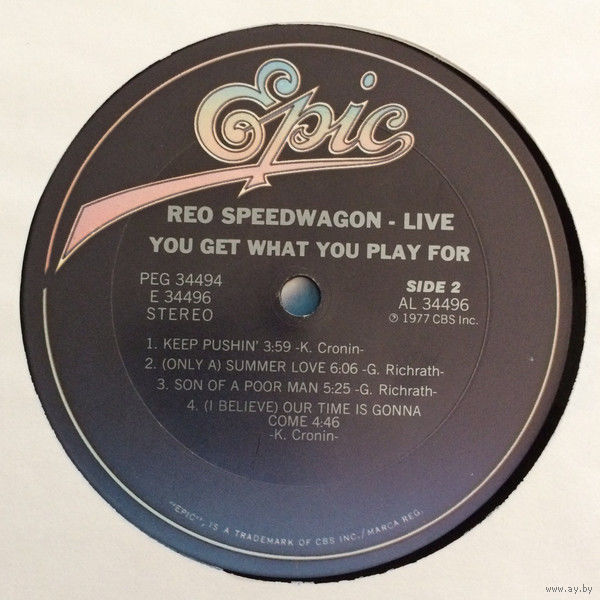 Epic
REO SPEEDWAGON - LIVE
YOU GET WHAT YOU PLAY FOR
PEG 34494
E 34496
STEREO
SIDE 2
AL 34496
℗ 1977 CBS Inc.
1. KEEP PUSHIN' 3:59 -K. Cronin-
2. (ONLY A) SUMMER LOVE 6:06 -G. Richrath-
3. SON OF A POOR MAN 5:25 -G. Richrath-
4. (I BELIEVE) OUR TIME IS GONNA
COME 4:46
-K. Cronin-
"EPIC", IS A TRADEMARK OF CBS INC./MARCA REG.
www.ay.by